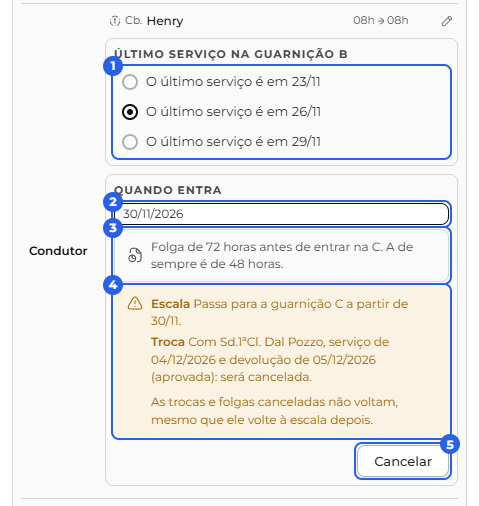 Cb. Henry 08h → 08h
ÚLTIMO SERVIÇO NA GUARNIÇÃO B
1
O último serviço é em 23/11
O último serviço é em 26/11
O último serviço é em 29/11
QUANDO ENTRA
2
30/11/2026
3
Condutor
Folga de 72 horas antes de entrar na C. A de
sempre é de 48 horas.
4
Escala Passa para a guarnição C a partir de
30/11.
Troca Com Sd.1ªCl. Dal Pozzo, serviço de
04/12/2026 e devolução de 05/12/2026
(aprovada): será cancelada.
As trocas e folgas canceladas não voltam,
mesmo que ele volte à escala depois.
5
Cancelar